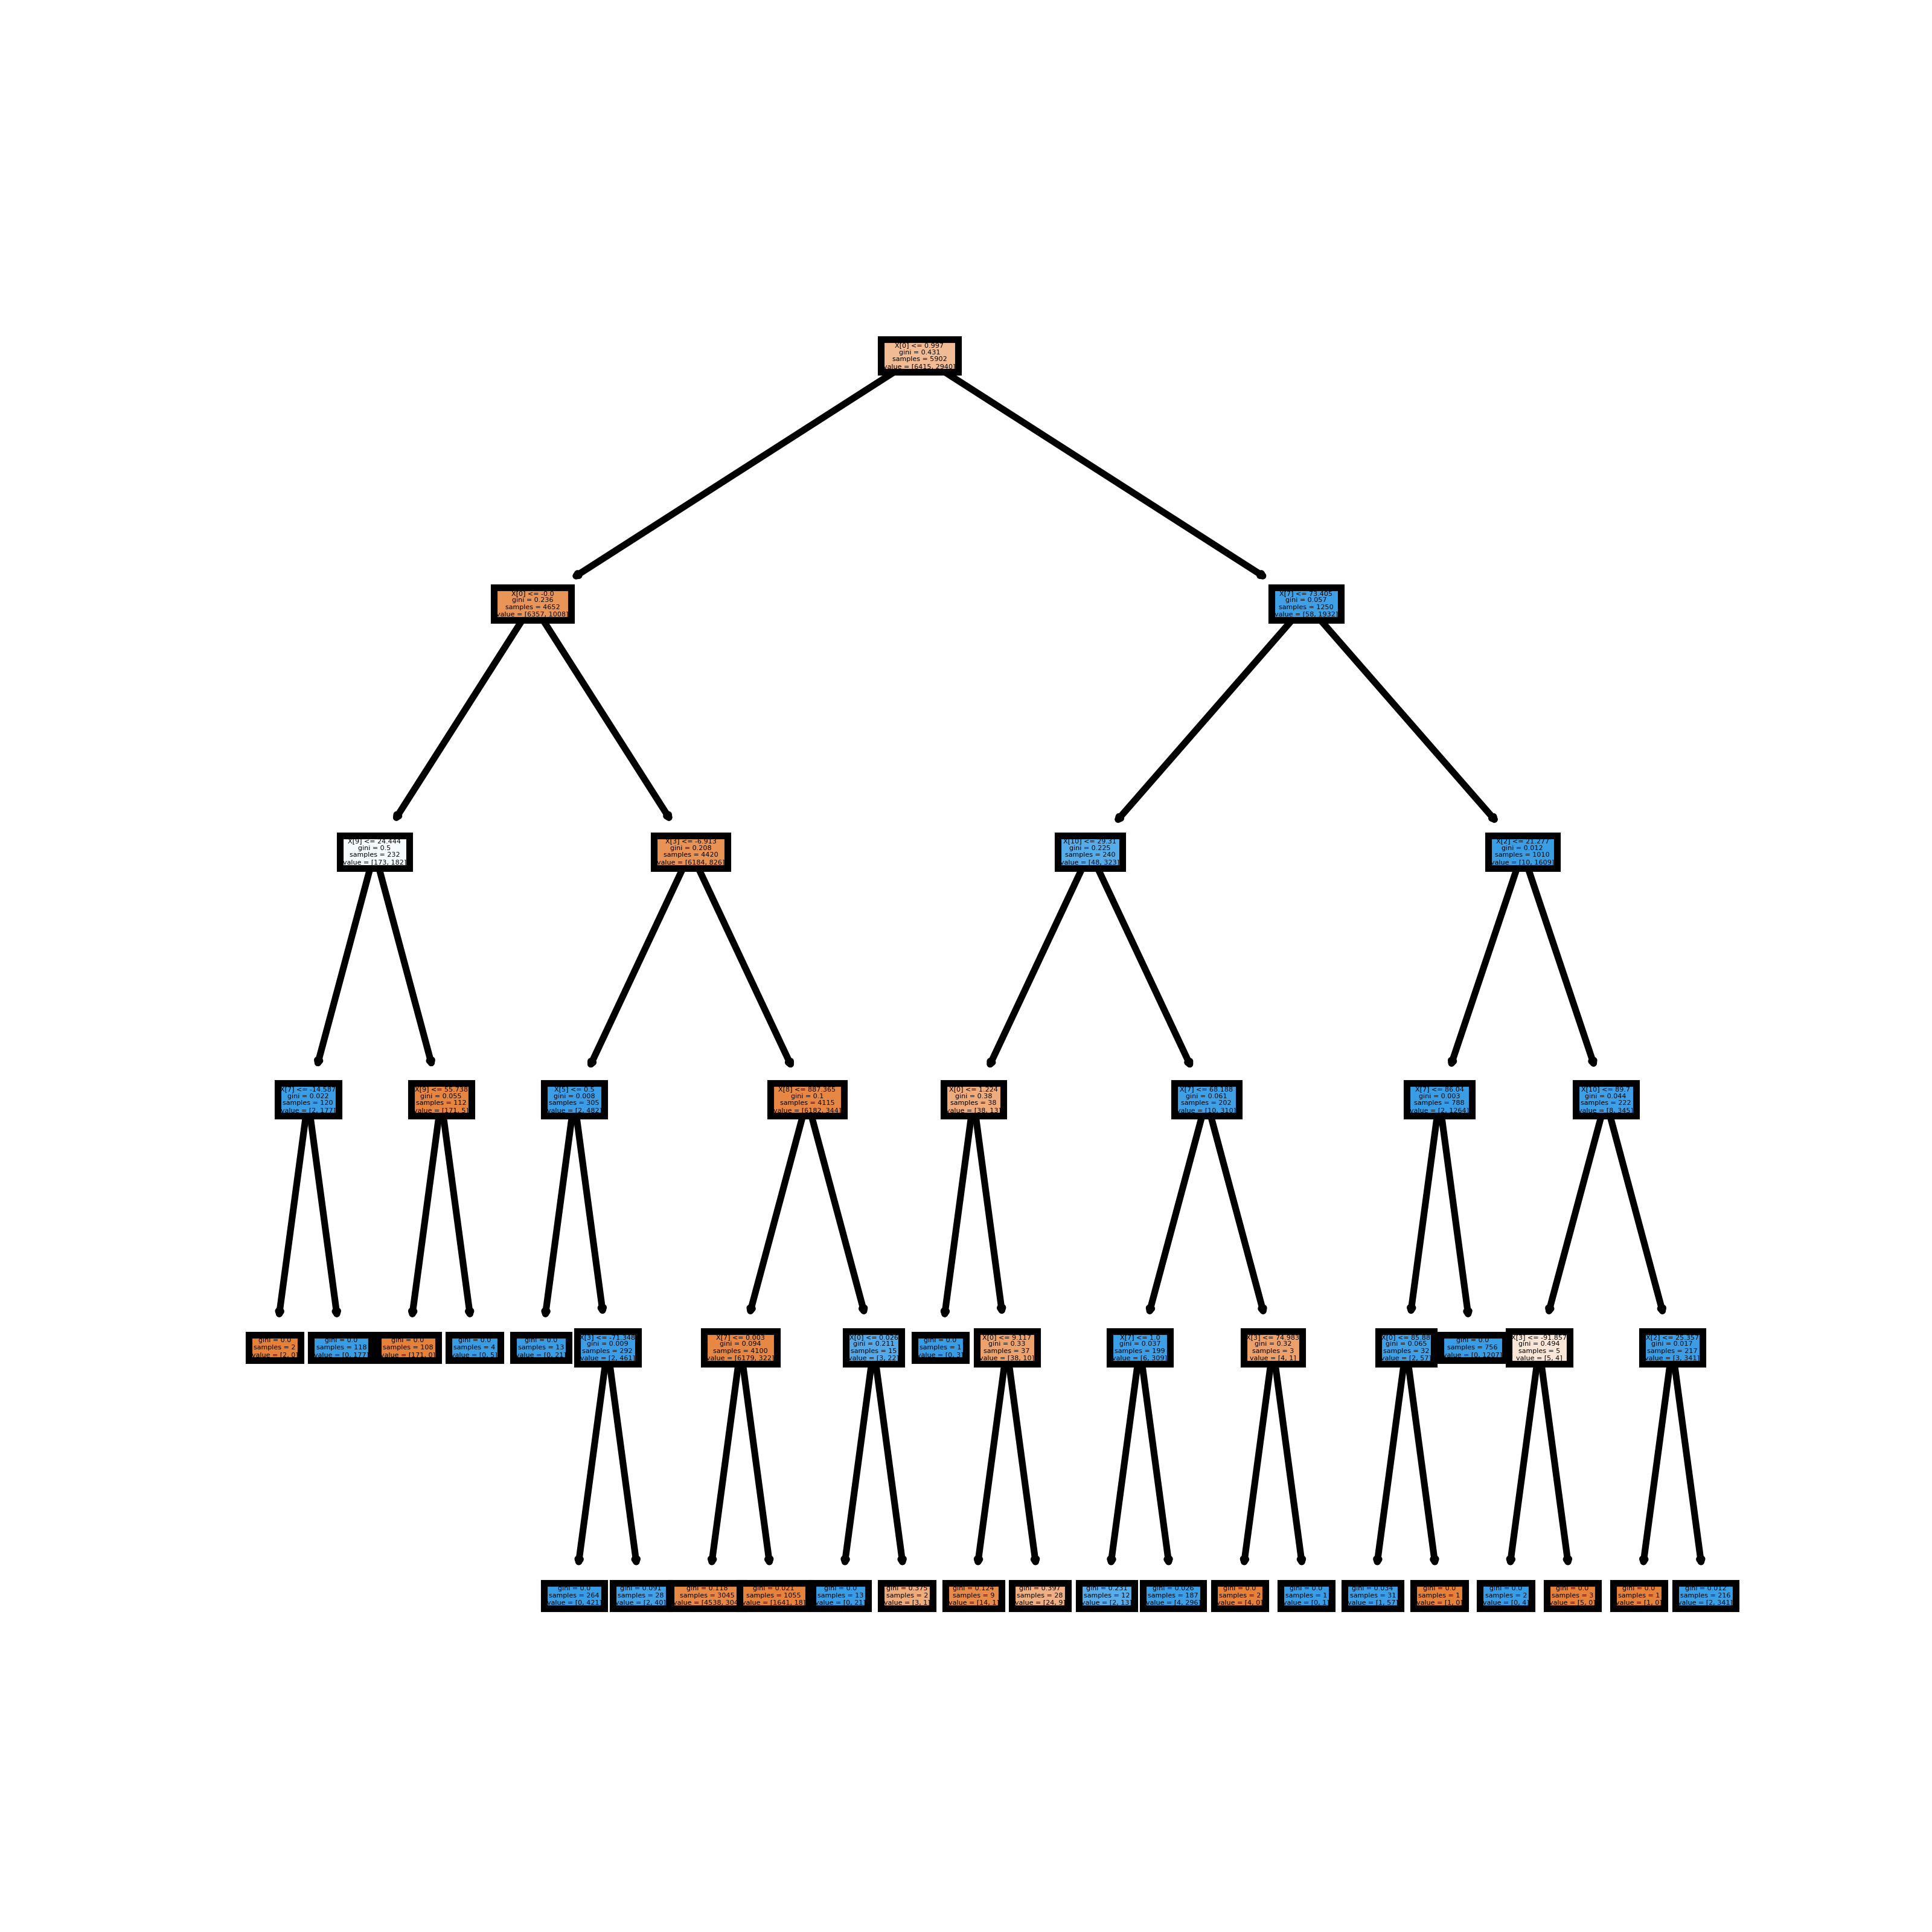 X[0] <= 0.997
gini = 0.431
samples = 5902
value = [6415, 2940]
X[0] <= -0.0
gini = 0.236
samples = 4652
value = [6357, 1008]
X[7] <= 73.405
gini = 0.057
samples = 1250
value = [58, 1932]
X[9] <= 24.444
gini = 0.5
samples = 232
value = [173, 182]
X[3] <= -6.913
gini = 0.208
samples = 4420
value = [6184, 826]
X[10] <= 29.31
gini = 0.225
samples = 240
value = [48, 323]
X[2] <= 21.277
gini = 0.012
samples = 1010
value = [10, 1609]
gini = 0.022
samples = 120
value = [2, 177]
X[9] <= 55.738
gini = 0.055
samples = 112
value = [171, 5]
X[5] <= 0.5
gini = 0.008
samples = 305
value = [2, 482]
X[8] <= 887.365
gini = 0.1
samples = 4115
value = [6182, 344]
X[0] <= 1.224
gini = 0.38
samples = 38
value = [38, 13]
X[7] <= 68.108
gini = 0.061
samples = 202
value = [10, 310]
X[7] <= 86.04
gini = 0.003
samples = 788
value = [2, 1264]
X[10] <= 89.7
gini = 0.044
samples = 222
value = [8, 345]
gini = 0.0
samples = 2
value = [2, 0]
gini = 0.0
samples = 118
value = [0, 177]
gini = 0.0
samples = 108
value = [171, 0]
gini = 0.0
samples = 4
value = [0, 5]
gini = 0.0
samples = 13
value = [0, 21]
X[3] <= -71.348
gini = 0.009
samples = 292
value = [2, 461]
X[7] <= 0.003
gini = 0.094
samples = 4100
value = [6179, 322]
X[0] <= 0.026
gini = 0.211
samples = 15
value = [3, 22]
gini = 0.0
samples = 1
value = [0, 3]
X[0] <= 9.117
gini = 0.33
samples = 37
value = [38, 10]
X[7] <= 1.0
gini = 0.037
samples = 199
value = [6, 309]
X[3] <= 74.983
gini = 0.32
samples = 3
value = [4, 1]
X[0] <= 85.88
gini = 0.065
samples = 32
value = [2, 57]
gini = 0.0
samples = 756
value = [0, 1207]
X[3] <= -91.857
gini = 0.494
samples = 5
value = [5, 4]
X[2] <= 25.357
gini = 0.017
samples = 217
value = [3, 341]
gini = 0.0
samples = 264
value = [0, 421]
gini = 0.091
samples = 28
value = [2, 40]
gini = 0.118
samples = 3045
value = [4538, 304]
gini = 0.021
samples = 1055
value = [1641, 18]
gini = 0.0
samples = 13
value = [0, 21]
gini = 0.375
samples = 2
value = [3, 1]
gini = 0.124
samples = 9
value = [14, 1]
gini = 0.397
samples = 28
value = [24, 9]
gini = 0.231
samples = 12
value = [2, 13]
gini = 0.026
samples = 187
value = [4, 296]
gini = 0.0
samples = 2
value = [4, 0]
gini = 0.0
samples = 1
value = [0, 1]
gini = 0.034
samples = 31
value = [1, 57]
gini = 0.0
samples = 1
value = [1, 0]
gini = 0.0
samples = 2
value = [0, 4]
gini = 0.0
samples = 3
value = [5, 0]
gini = 0.0
samples = 1
value = [1, 0]
gini = 0.012
samples = 216
value = [2, 341]